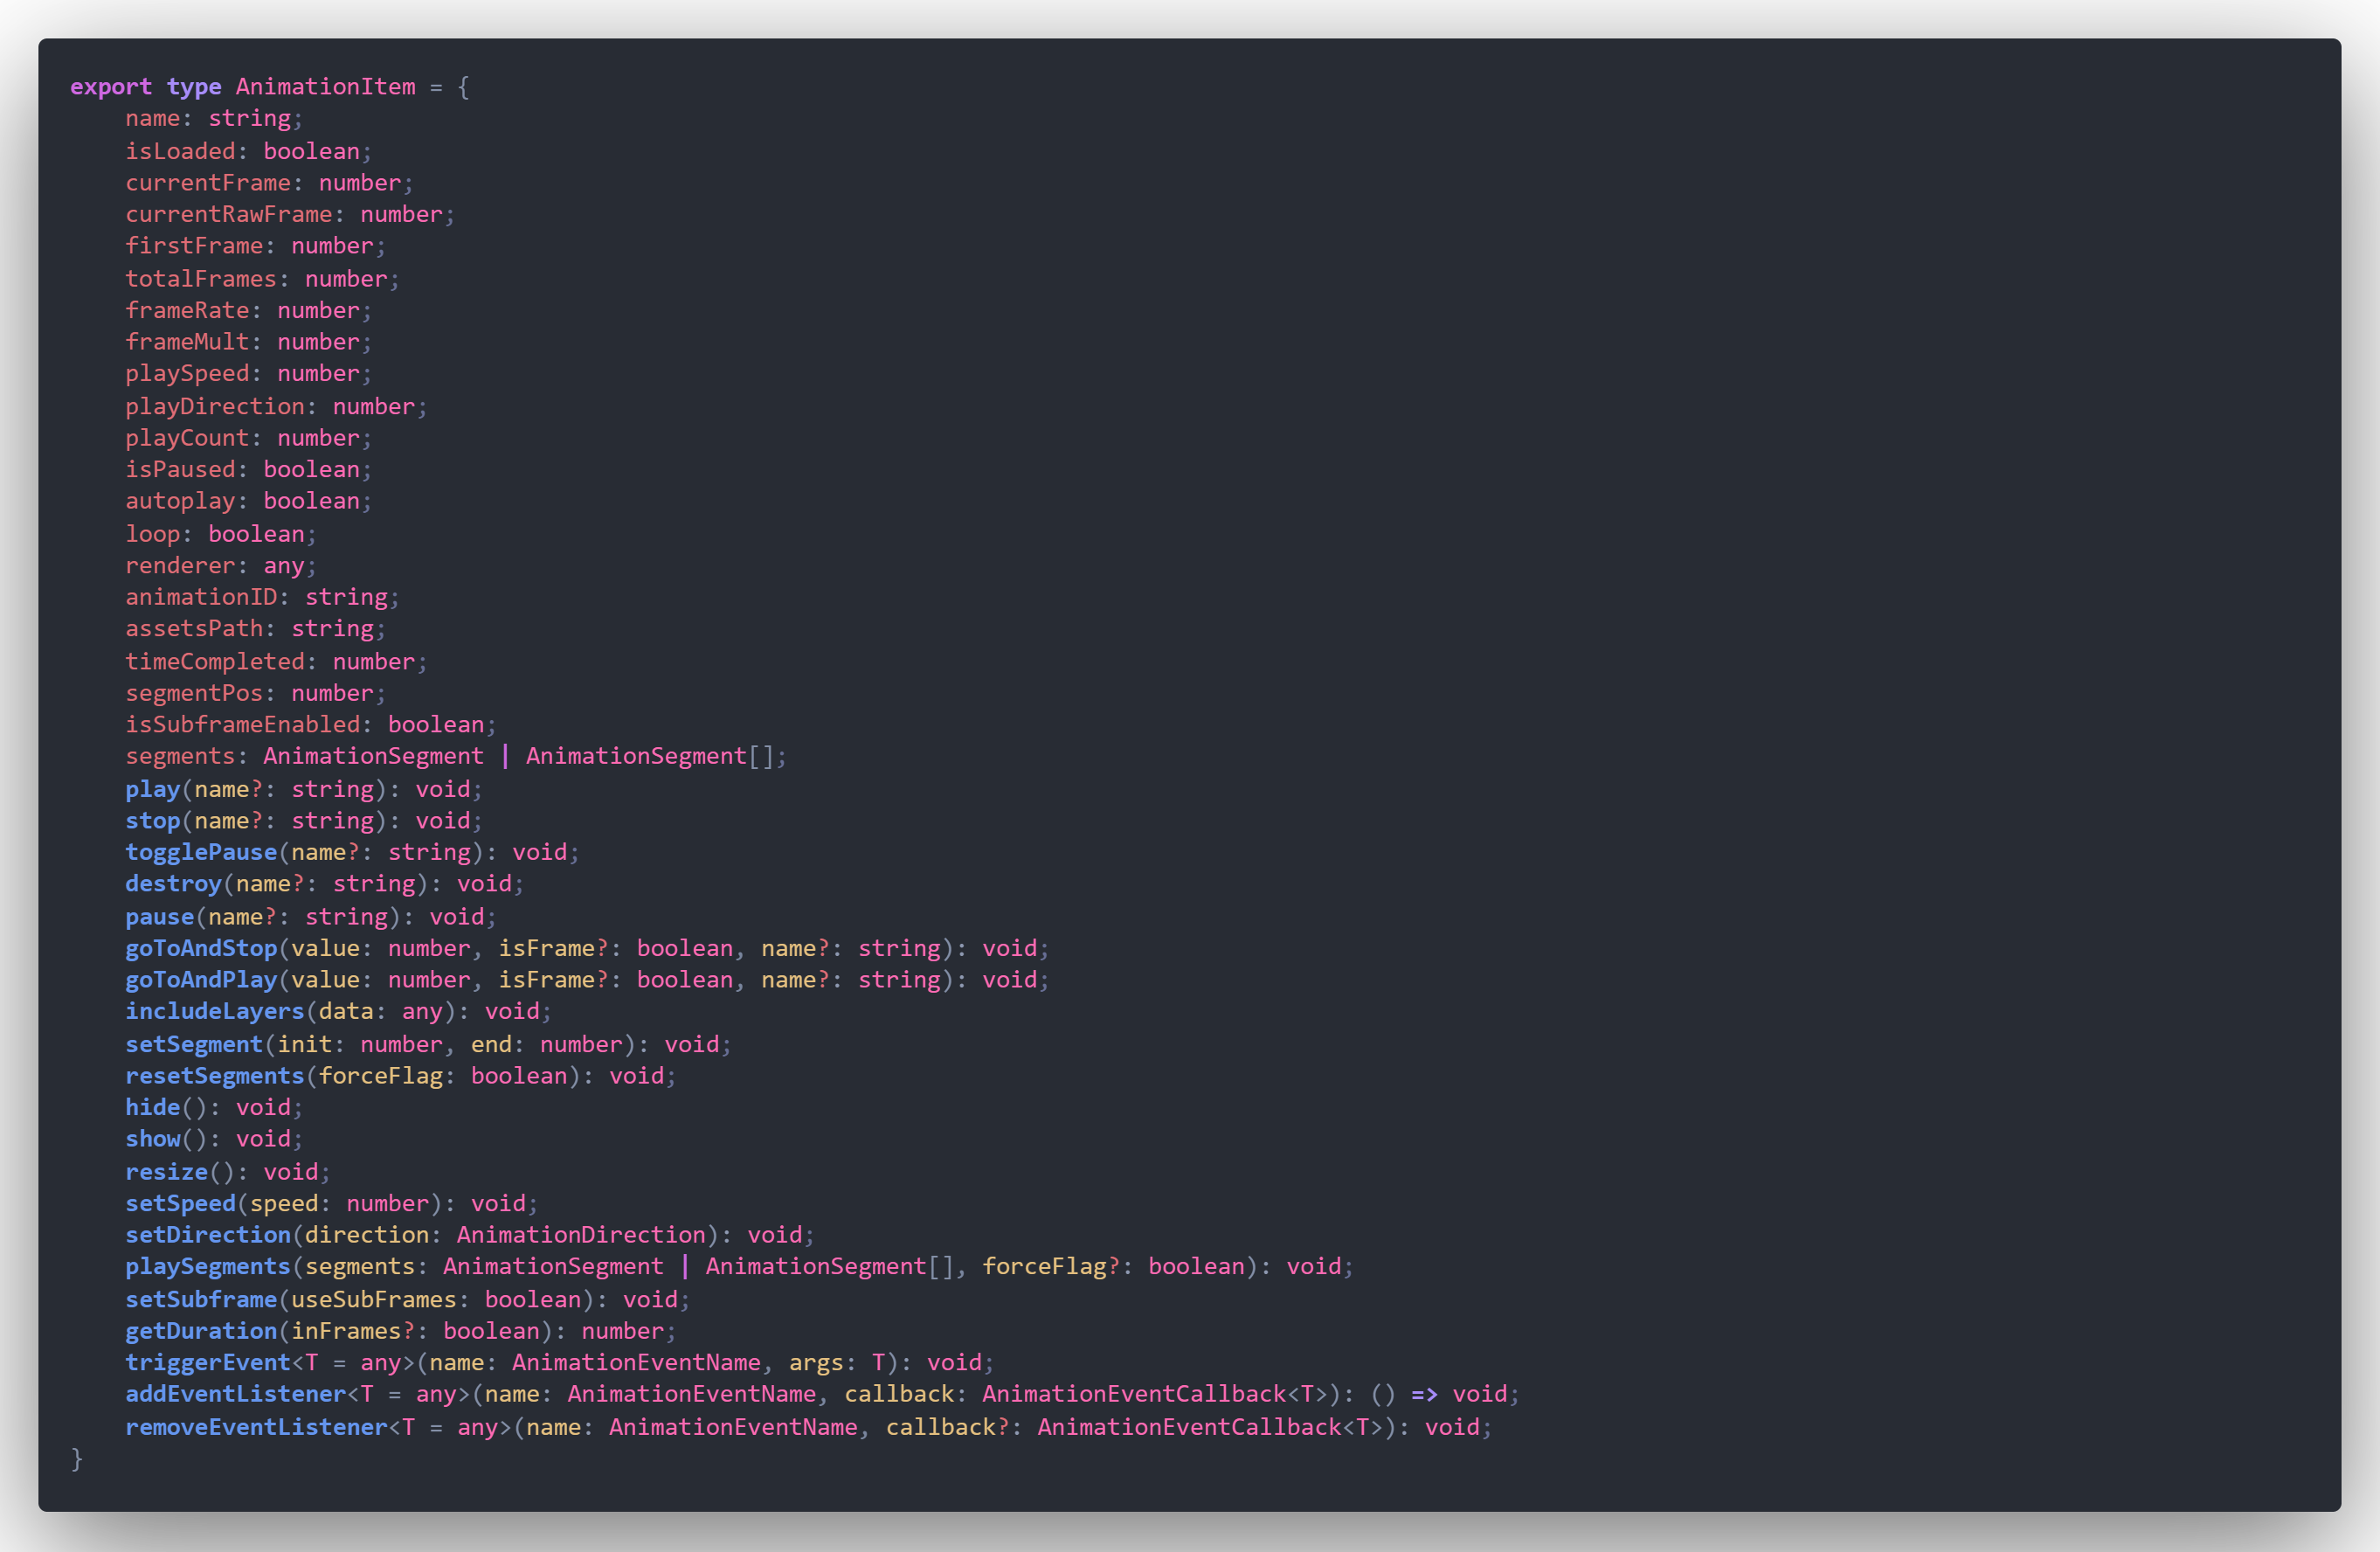 export type AnimationItem = {
    name: string;
    isLoaded: boolean;
    currentFrame: number;
    currentRawFrame: number;
    firstFrame: number;
    totalFrames: number;
    frameRate: number;
    frameMult: number;
    playSpeed: number;
    playDirection: number;
    playCount: number;
    isPaused: boolean;
    autoplay: boolean;
    loop: boolean;
    renderer: any;
    animationID: string;
    assetsPath: string;
    timeCompleted: number;
    segmentPos: number;
    isSubframeEnabled: boolean;
    segments: AnimationSegment | AnimationSegment[];
    play(name?: string): void;
    stop(name?: string): void;
    togglePause(name?: string): void;
    destroy(name?: string): void;
    pause(name?: string): void;
    goToAndStop(value: number, isFrame?: boolean, name?: string): void;
    goToAndPlay(value: number, isFrame?: boolean, name?: string): void;
    includeLayers(data: any): void;
    setSegment(init: number, end: number): void;
    resetSegments(forceFlag: boolean): void;
    hide(): void;
    show(): void;
    resize(): void;
    setSpeed(speed: number): void;
    setDirection(direction: AnimationDirection): void;
    playSegments(segments: AnimationSegment | AnimationSegment[], forceFlag?: boolean): void;
    setSubframe(useSubFrames: boolean): void;
    getDuration(inFrames?: boolean): number;
    triggerEvent<T = any>(name: AnimationEventName, args: T): void;
    addEventListener<T = any>(name: AnimationEventName, callback: AnimationEventCallback<T>): () => void;
    removeEventListener<T = any>(name: AnimationEventName, callback?: AnimationEventCallback<T>): void;
}